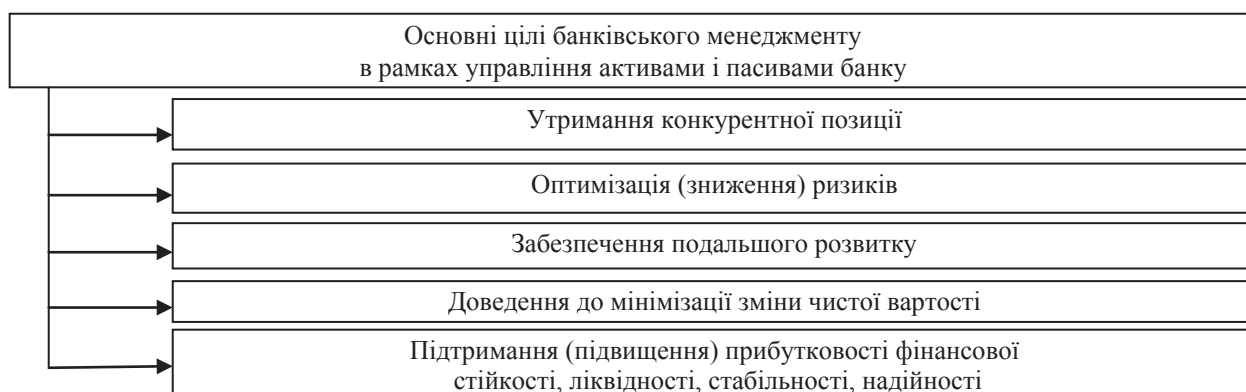 Основні цілі банківського менеджменту
в рамках управління активами і пасивами банку
Утримання конкурентної позиції
Оптимізація (зниження) ризиків
Забезпечення подальшого розвитку
Доведення до мінімізації зміни чистої вартості
Підтримання (підвищення) прибутковості фінансової
стійкості, ліквідності, стабільності, надійності